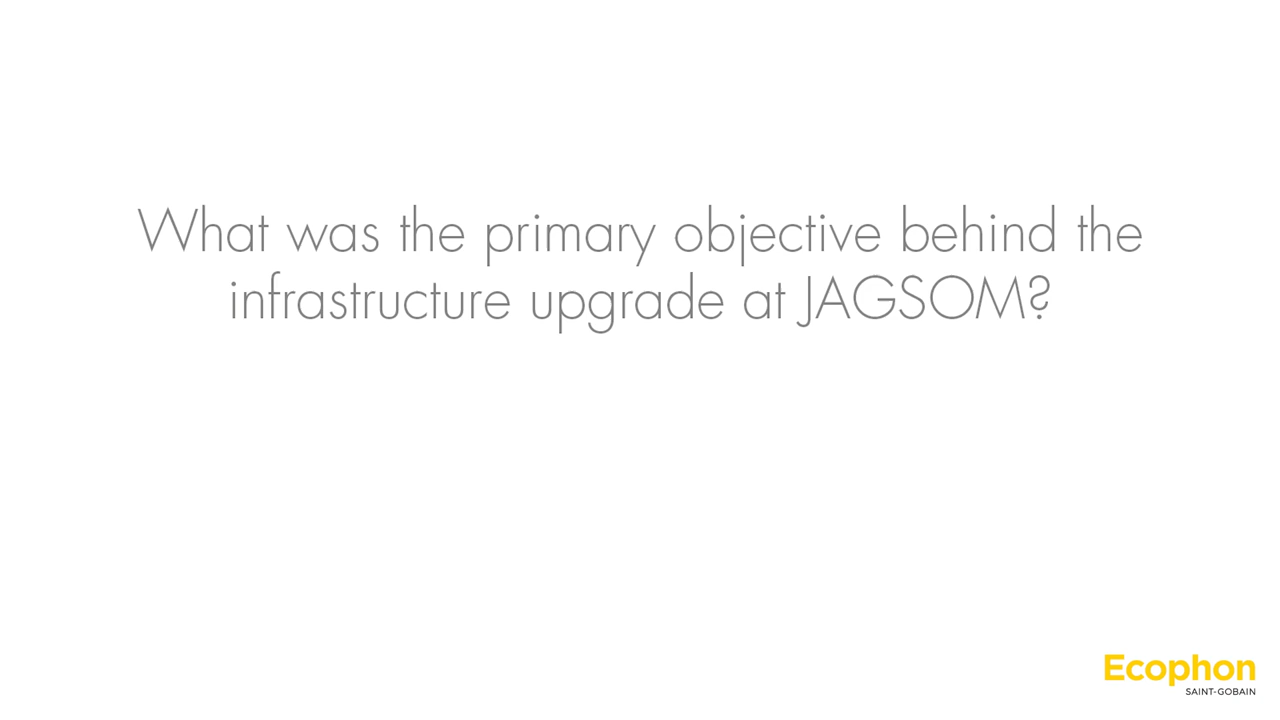 What was the primary objective behind the
infrastructure upgrade at JAGSOM?
Ecophon
SAINT-GOBAIN